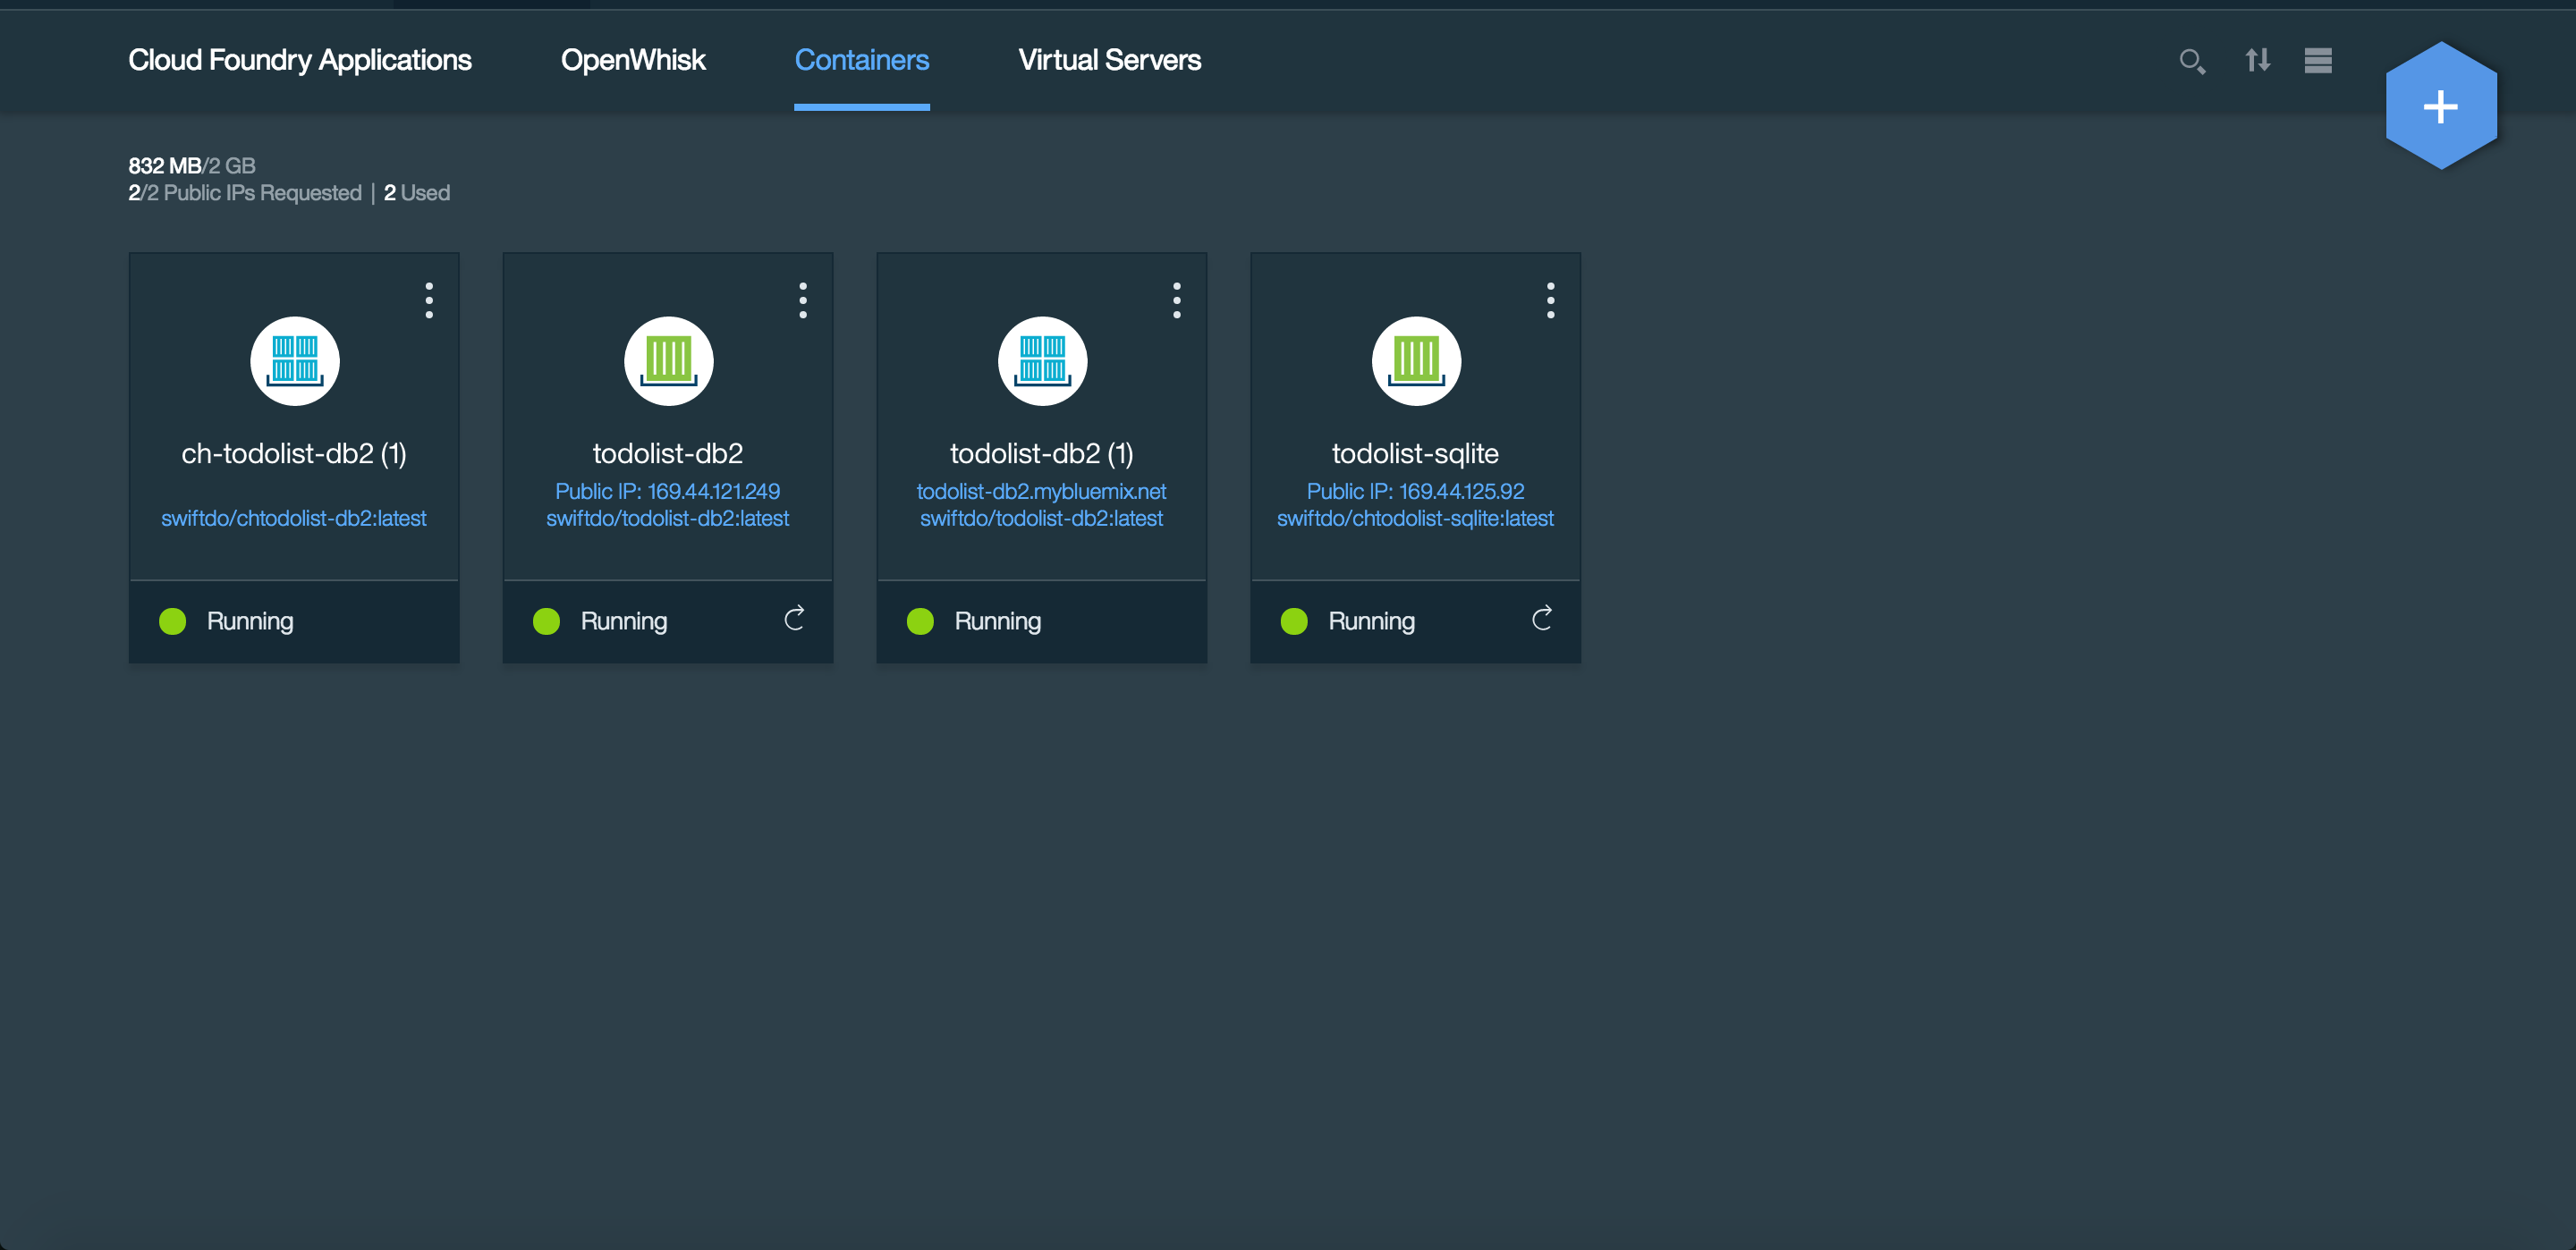 Cloud Foundry Applications OpenWhisk Containers Virtual Servers
832 MB/2 GB
2/2 Public IPs Requested | 2 Used
ch-todolist-db2 (1)
swiftdo/chtodolist-db2:latest
Running
todolist-db2
Public IP: 169.44.121.249
swiftdo/todolist-db2:latest
Running
todolist-db2 (1)
todolist-db2.mybluemix.net
swiftdo/todolist-db2:latest
Running
todolist-sqlite
Public IP: 169.44.125.92
swiftdo/chtodolist-sqlite:latest
Running